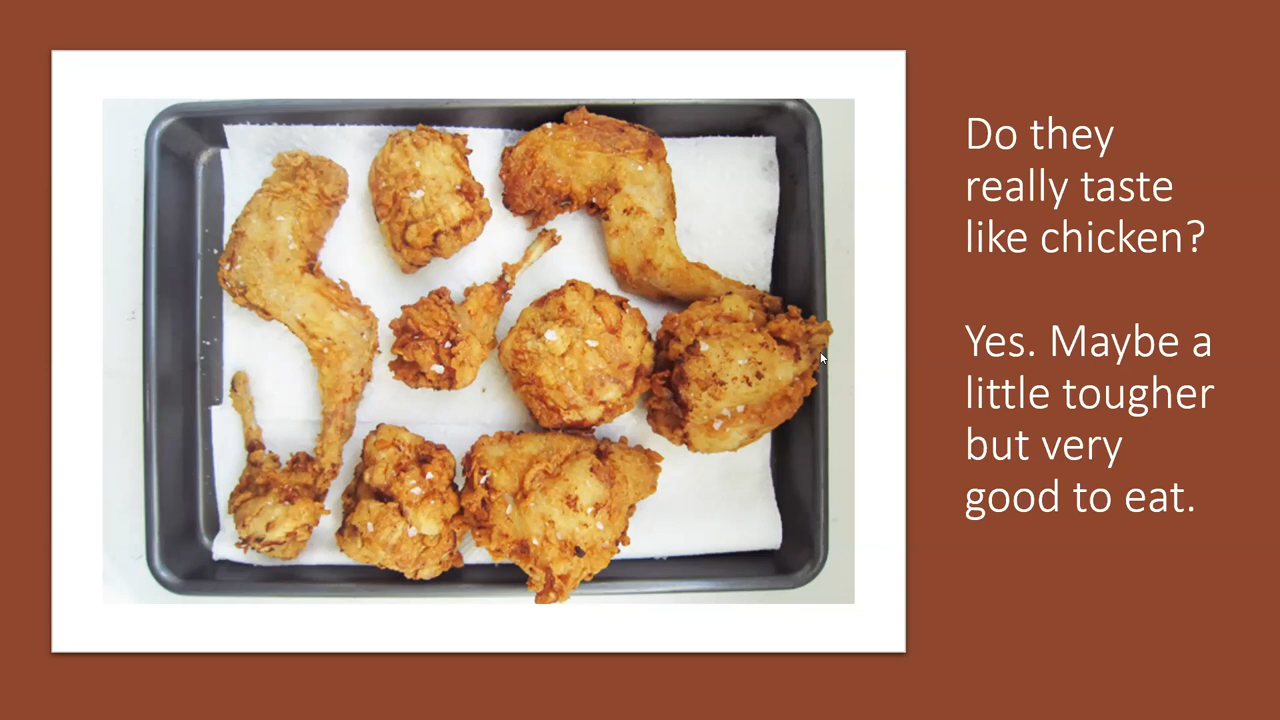 Do they
really taste
like chicken?
Yes. Maybe a
little tougher
but very
good to eat.